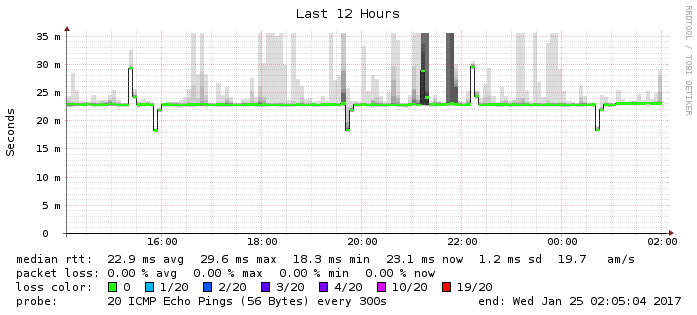 Last 12 Hours
RRDTOOL / TOBI OETIKER
Seconds
35 m
30 m
25 m
20 m
15 m
10 m
5 m
0
16:00 18:00 20:00 22:00 00:00 02:00
median rtt: 22.9 ms avg 29.6 ms max 18.3 ms min 23.1 ms now 1.2 ms sd 19.7 am/s
packet loss: 0.00 % avg 0.00 % max 0.00 % min 0.00 % now
loss color: 0 1/20 2/20 3/20 4/20 10/20 19/20
probe: 20 ICMP Echo Pings (56 Bytes) every 300s end: Wed Jan 25 02:05:04 2017